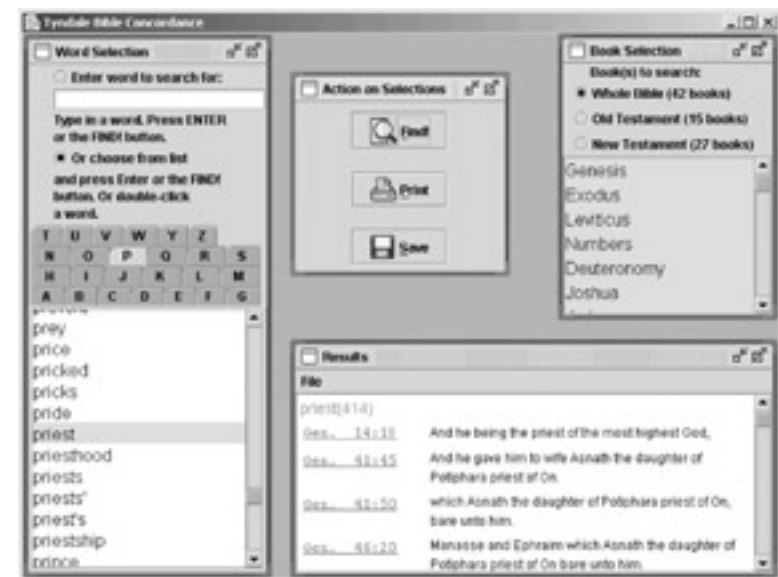 Tyndale Bible Concordance
Word Selection
Enter word to search for:
Type in a word. Press ENTER
or the FIND! button.
Or choose from list
and press Enter or the FIND!
button. Or double-click
a word.
T U V W Y Z
N O P Q R S
H I J K L M
A B C D E F G
prey
price
pricked
pricks
pride
priest
priesthood
priests
priests'
priest's
priestship
prince
Action on Selections
Find!
Print
Save
Book Selection
Book(s) to search:
Whole Bible (42 books)
Old Testament (15 books)
New Testament (27 books)
Genesis
Exodus
Leviticus
Numbers
Deuteronomy
Joshua
Results
File
priest(414)
Ges. 14:18 And he being the priest of the most highest God,
Ges. 41:45 And he gave him to wife Asnath the daughter of
Potiphara priest of On.
Ges. 41:50 which Asnath the daughter of Potiphara priest of On,
bare unto him.
Ges. 46:20 Manasse and Ephraim which Asnath the daughter of
Potiphara priest of On bare unto him.